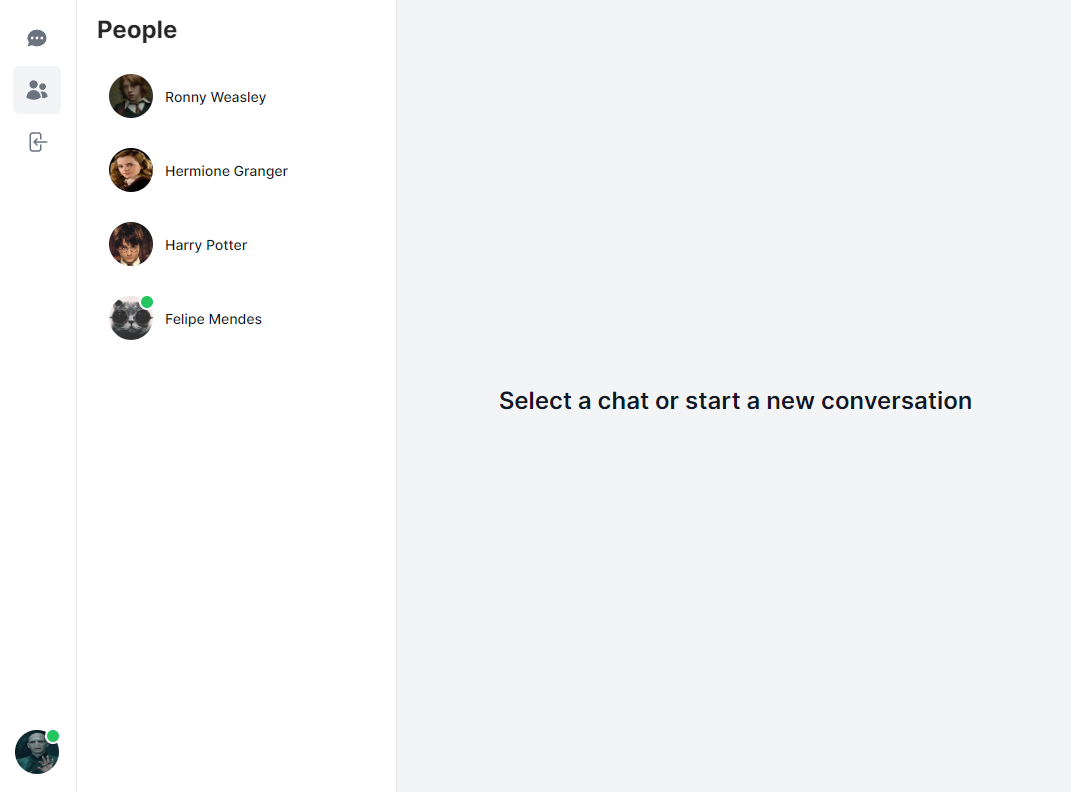 People
Ronny Weasley
Hermione Granger
Harry Potter
Felipe Mendes
Select a chat or start a new conversation